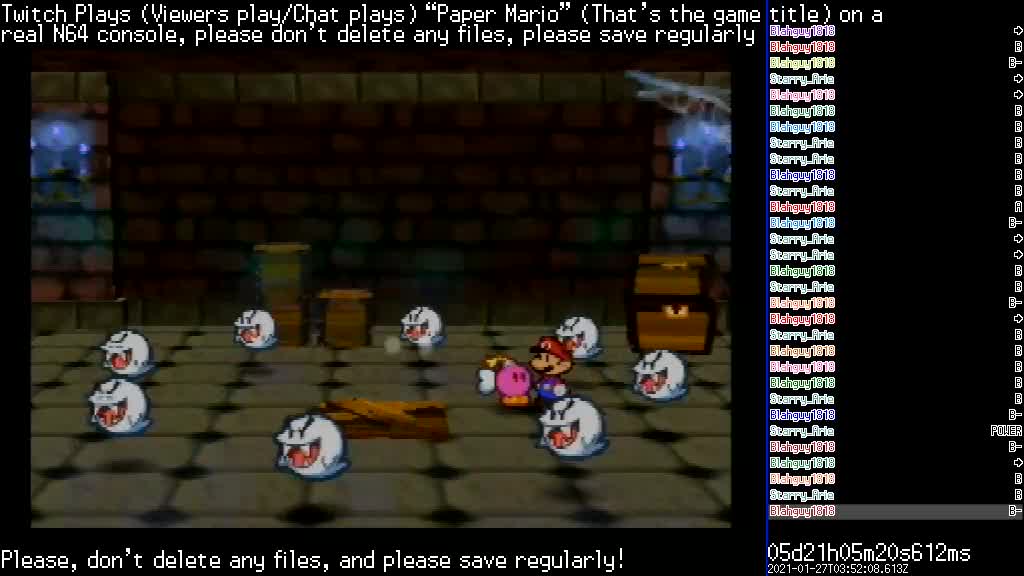 Twitch Plays (Viewers play/Chat plays) “Paper Mario” (That’s the game title) on a
real N64 console, please don’t delete any files, please save regularly
Blahguy1818 ⇨
Blahguy1818 B
Blahguy1818 B-
Starry_Aria ⇨
Blahguy1818 ⇨
Blahguy1818 B
Blahguy1818 B
Starry_Aria B
Starry_Aria B
Blahguy1818 B
Starry_Aria B
Blahguy1818 A
Blahguy1818 B-
Starry_Aria ⇨
Starry_Aria ⇨
Blahguy1818 B
Starry_Aria B
Blahguy1818 B-
Blahguy1818 ⇨
Starry_Aria B
Blahguy1818 B
Blahguy1818 B
Blahguy1818 B
Starry_Aria B
Blahguy1818 B-
Starry_Aria POWER
Blahguy1818 B-
Blahguy1818 ⇨
Blahguy1818 B
Starry_Aria B
Blahguy1818 B-
Please, don’t delete any files, and please save regularly!
05d21h05m20s612ms
2021-01-27T03:52:08.613Z